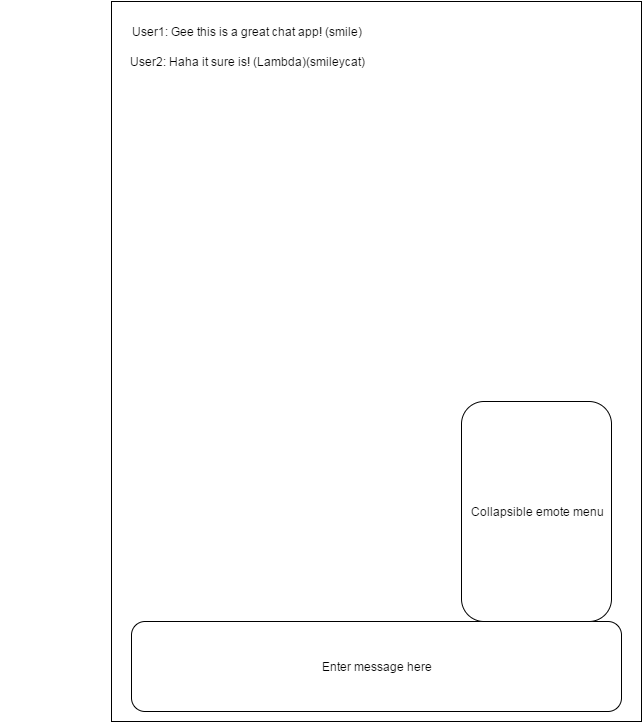 User1: Gee this is a great chat app! (smile)
User2: Haha it sure is! (Lambda)(smileycat)
Collapsible emote menu
Enter message here